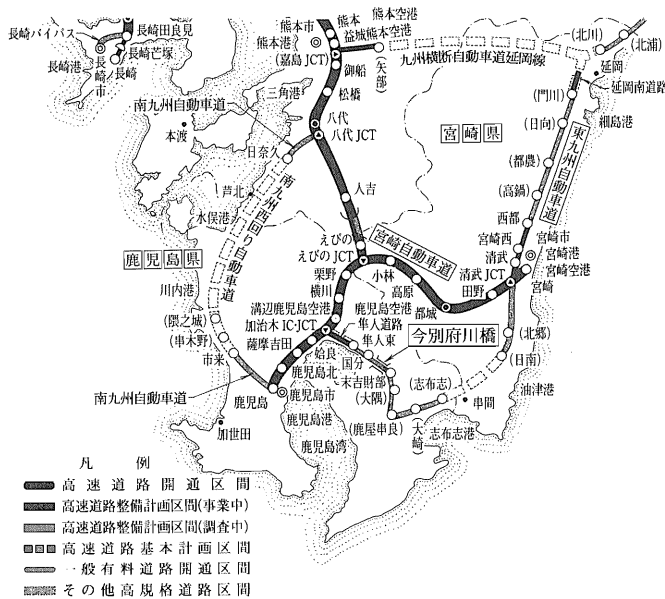 長崎バイパス
長崎田良見
長崎芒塚
長崎港
長崎
長崎市
熊本市
熊本
熊本空港
熊本港
益城熊本空港
(嘉島JCT)
御船
(矢部)
九州横断自動車道延岡線
(北川)
(北浦)
延岡
延岡南道路
三角港
松橋
南九州自動車道
八代
八代JCT
日奈久
本渡
芦北
水俣港
南九州西回り自動車道
人吉
宮崎県
(門川)
(日向)
細島港
(都農)
(高鍋)
西都
東九州自動車道
鹿児島県
えびの
えびのJCT
宮崎自動車道
宮崎西
宮崎市
宮崎港
清武
清武JCT
宮崎空港
宮崎
栗野
小林
高原
田野
横川
都城
川内港
溝辺鹿児島空港
鹿児島空港
加治木IC·JCT
隼人道路
隼人東
薩摩吉田
今別府川橋
(隈之城)
(串木野)
市来
姶良
国分
(北郷)
(日南)
鹿児島北
末吉財部
(大隅)
南九州自動車道
鹿児島
鹿児島市
(志布志)
串間
油津港
鹿児島港
加世田
(鹿屋串良)
(大崎)
志布志港
鹿児島湾
凡例
高速道路開通区間
高速道路整備計画区間(事業中)
高速道路整備計画区間(調査中)
高速道路基本計画区間
一般有料道路開通区間
その他高規格道路区間